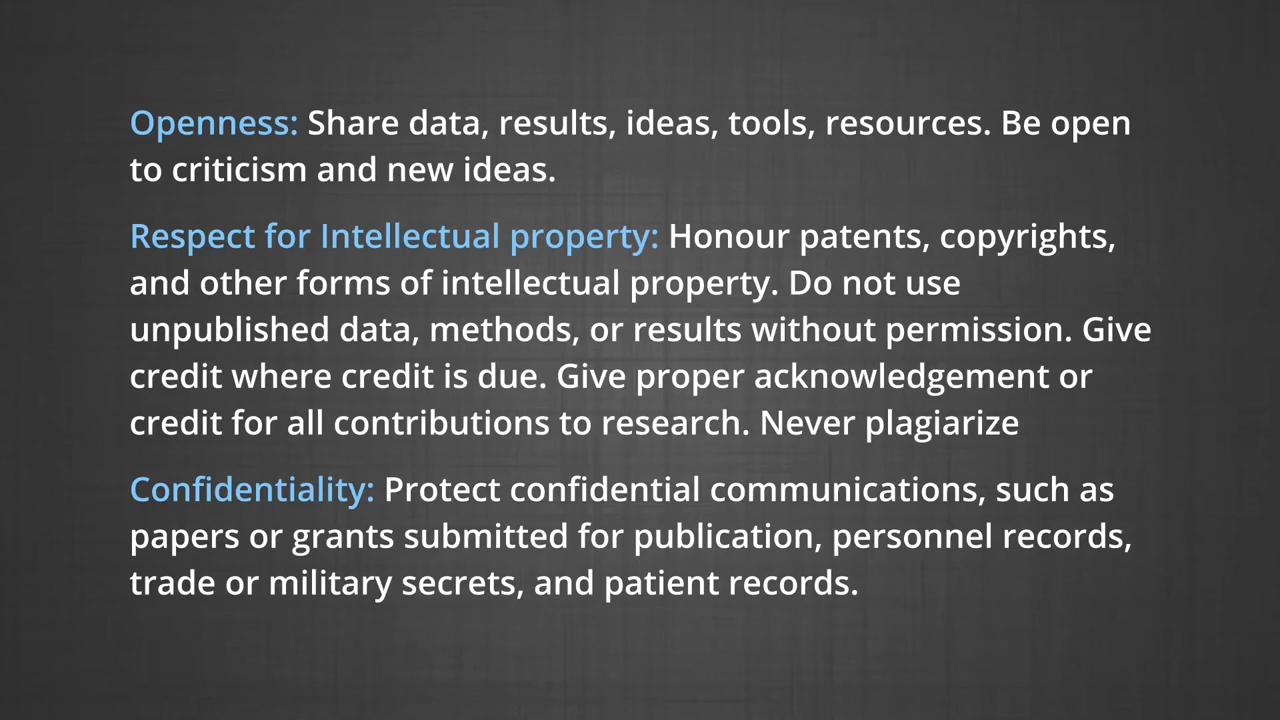 Openness: Share data, results, ideas, tools, resources. Be open
to criticism and new ideas.
Respect for Intellectual property: Honour patents, copyrights,
and other forms of intellectual property. Do not use
unpublished data, methods, or results without permission. Give
credit where credit is due. Give proper acknowledgement or
credit for all contributions to research. Never plagiarize
Confidentiality: Protect confidential communications, such as
papers or grants submitted for publication, personnel records,
trade or military secrets, and patient records.